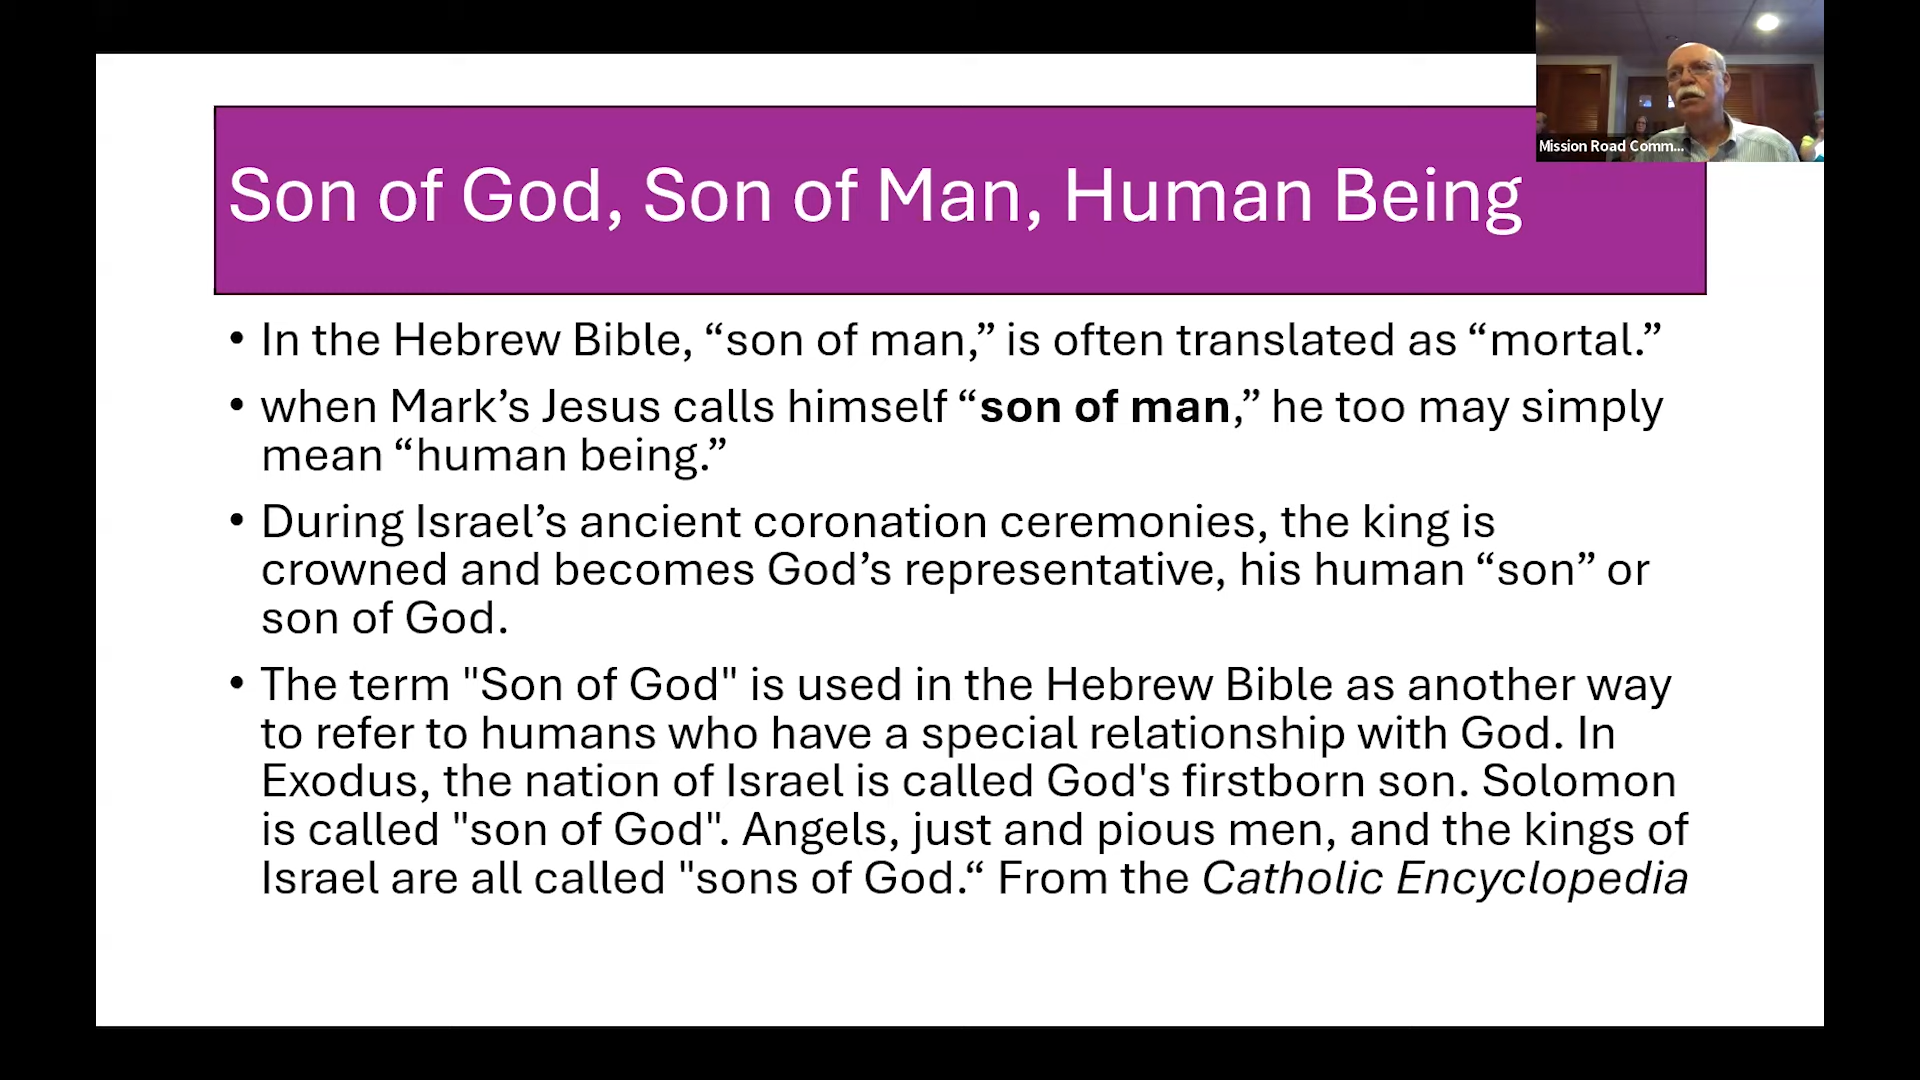 Mission Road Comm...
Son of God, Son of Man, Human Being
• In the Hebrew Bible, “son of man,” is often translated as “mortal.”
• when Mark’s Jesus calls himself “son of man,” he too may simply
mean “human being.”
• During Israel’s ancient coronation ceremonies, the king is
crowned and becomes God’s representative, his human “son” or
son of God.
• The term "Son of God" is used in the Hebrew Bible as another way
to refer to humans who have a special relationship with God. In
Exodus, the nation of Israel is called God's firstborn son. Solomon
is called "son of God". Angels, just and pious men, and the kings of
Israel are all called "sons of God.“ From the Catholic Encyclopedia